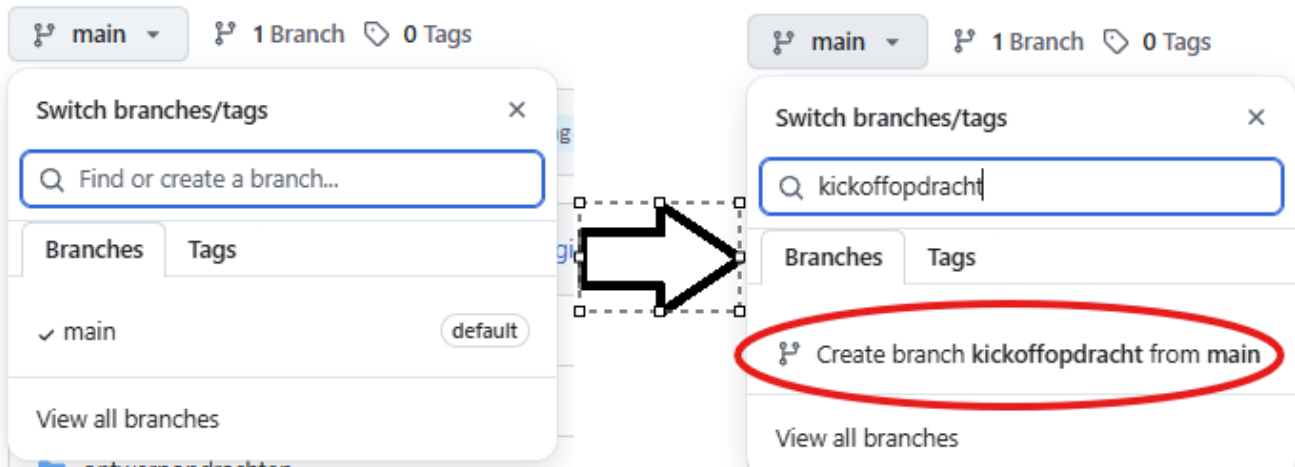 main 1 Branch 0 Tags
Switch branches/tags
Find or create a branch...
Branches Tags
main default
View all branches
main 1 Branch 0 Tags
Switch branches/tags
kickoffopdracht
Branches Tags
Create branch kickoffopdracht from main
View all branches